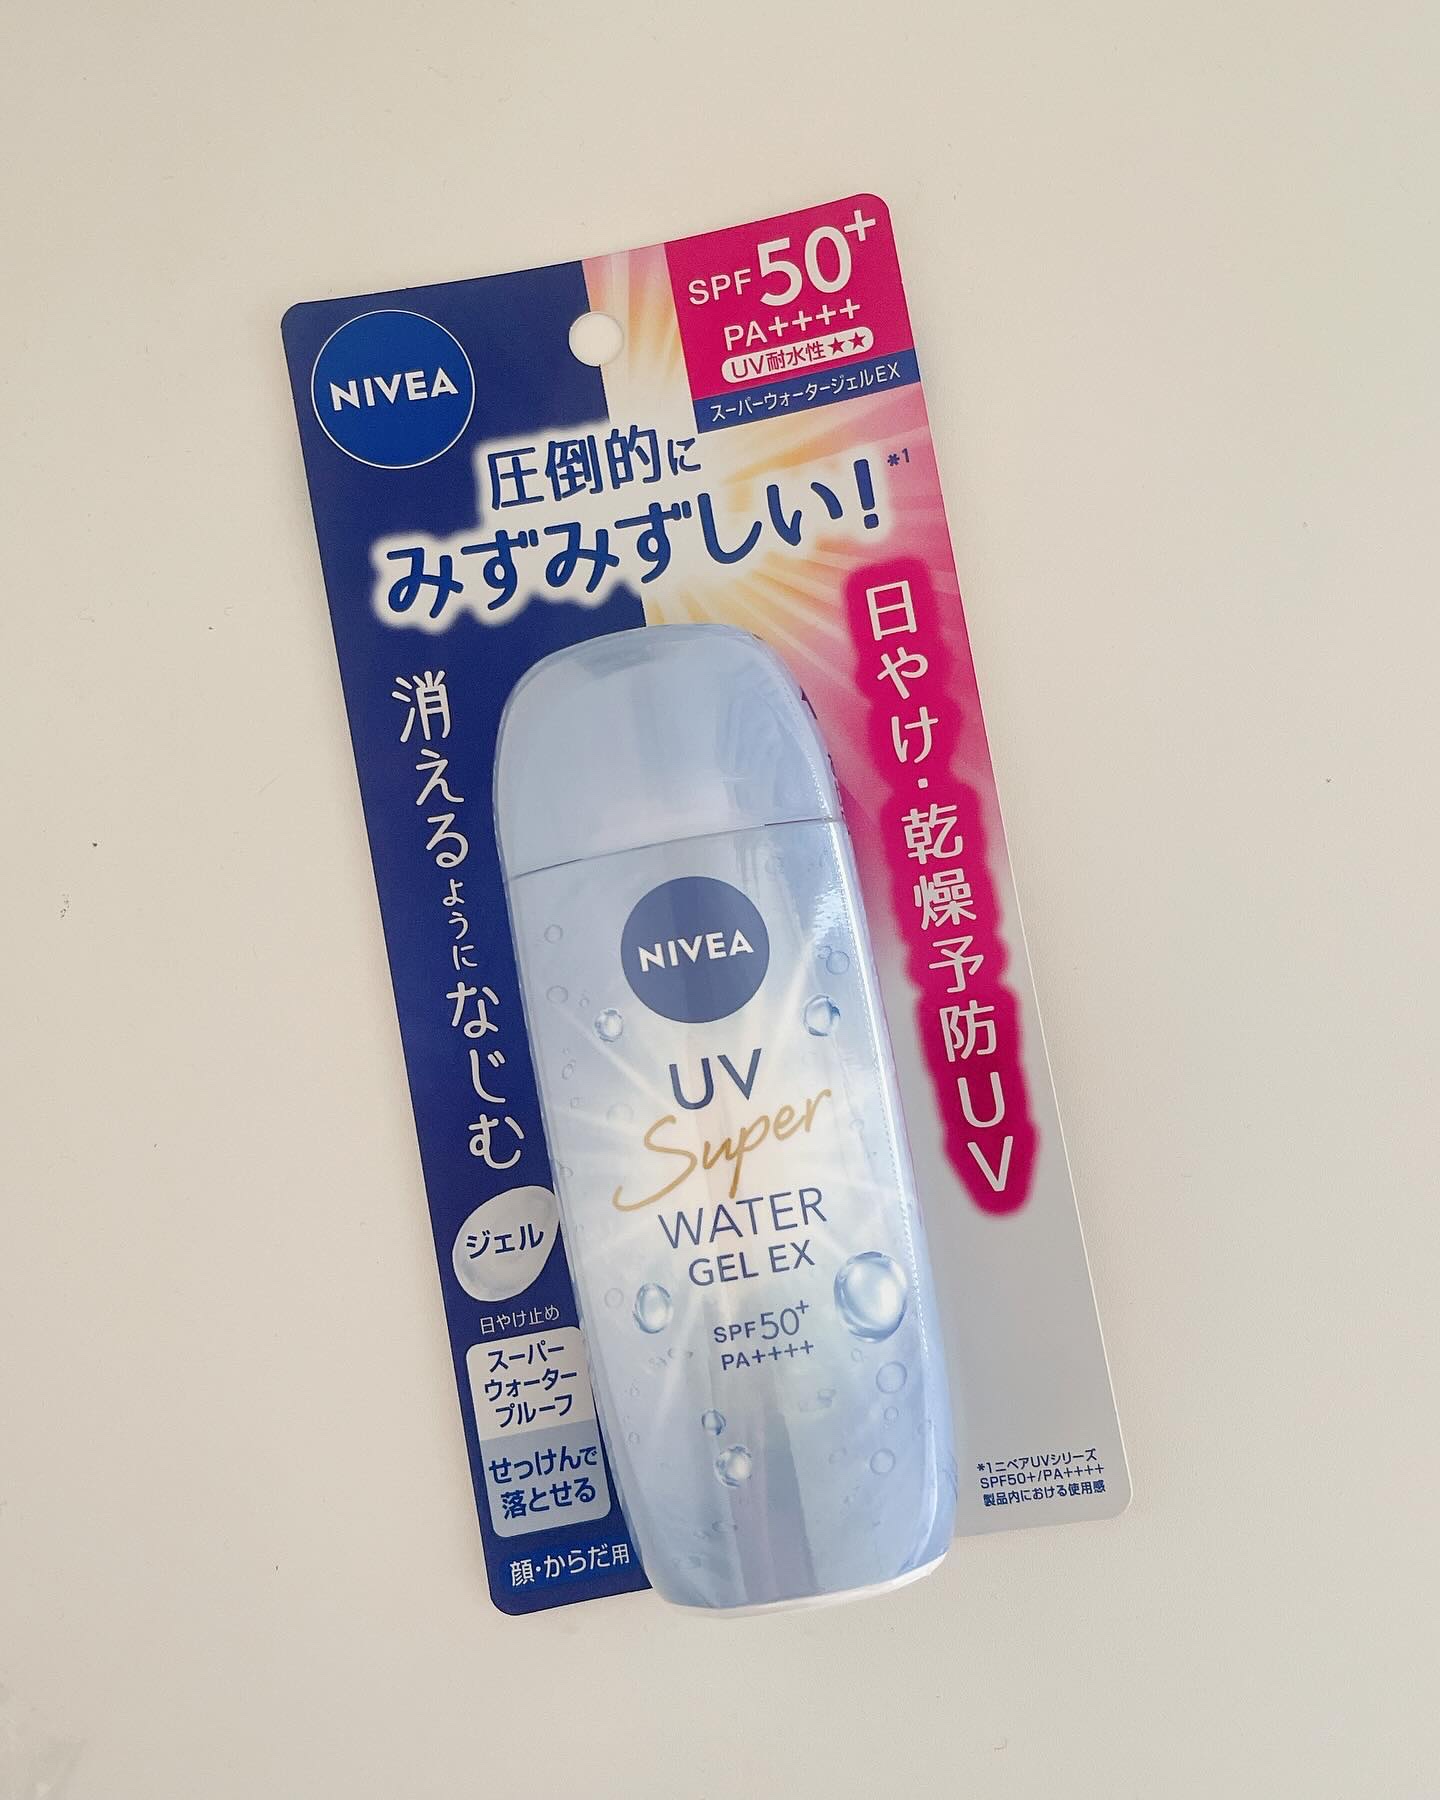 NIVEA
SPF50+
PA++++
UV耐水性★★
スーパーウォータージェルEX
圧倒的に
みずみずしい！*1
消えるようになじむ
日やけ・乾燥予防UV
NIVEA
UV
Super
WATER
GEL EX
SPF50+
PA++++
ジェル
日やけ止め
スーパー
ウォーター
プルーフ
せっけんで
落とせる
顔・からだ用
*1ニベアUVシリーズ
SPF50+/PA++++
製品内における使用感